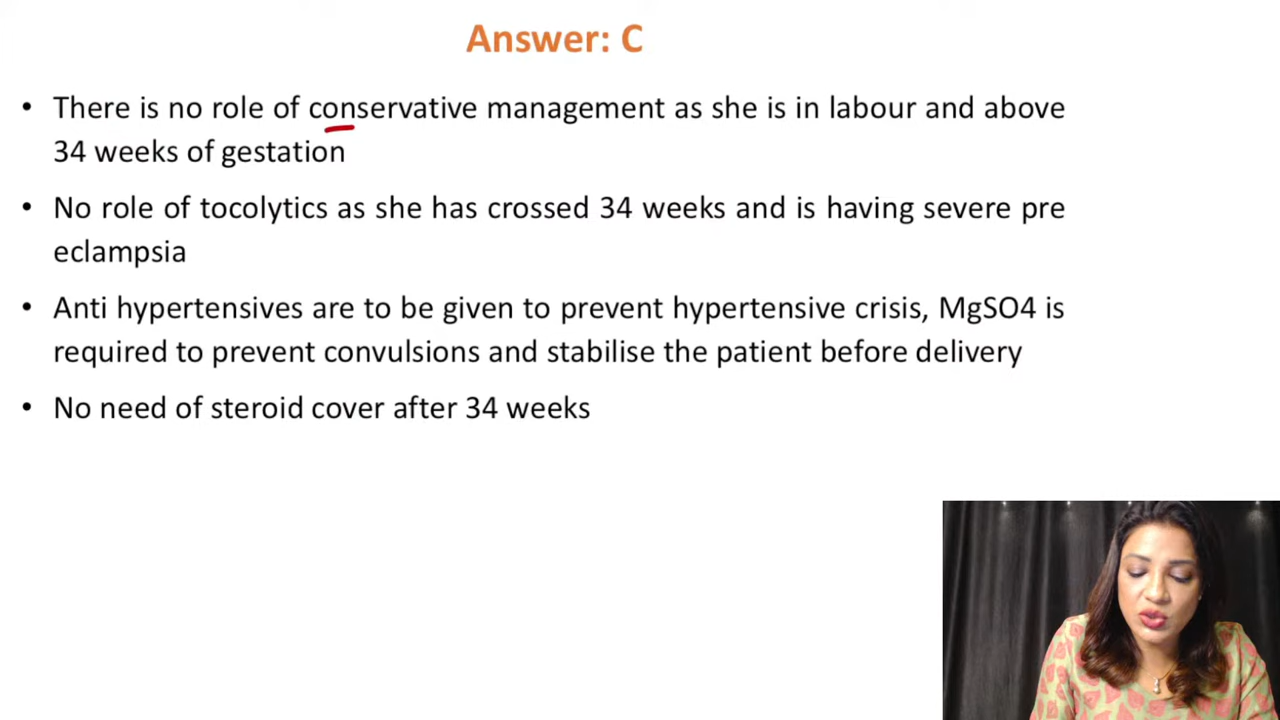 Answer: C
• There is no role of conservative management as she is in labour and above
34 weeks of gestation
• No role of tocolytics as she has crossed 34 weeks and is having severe pre
eclampsia
• Anti hypertensives are to be given to prevent hypertensive crisis, MgSO4 is
required to prevent convulsions and stabilise the patient before delivery
• No need of steroid cover after 34 weeks